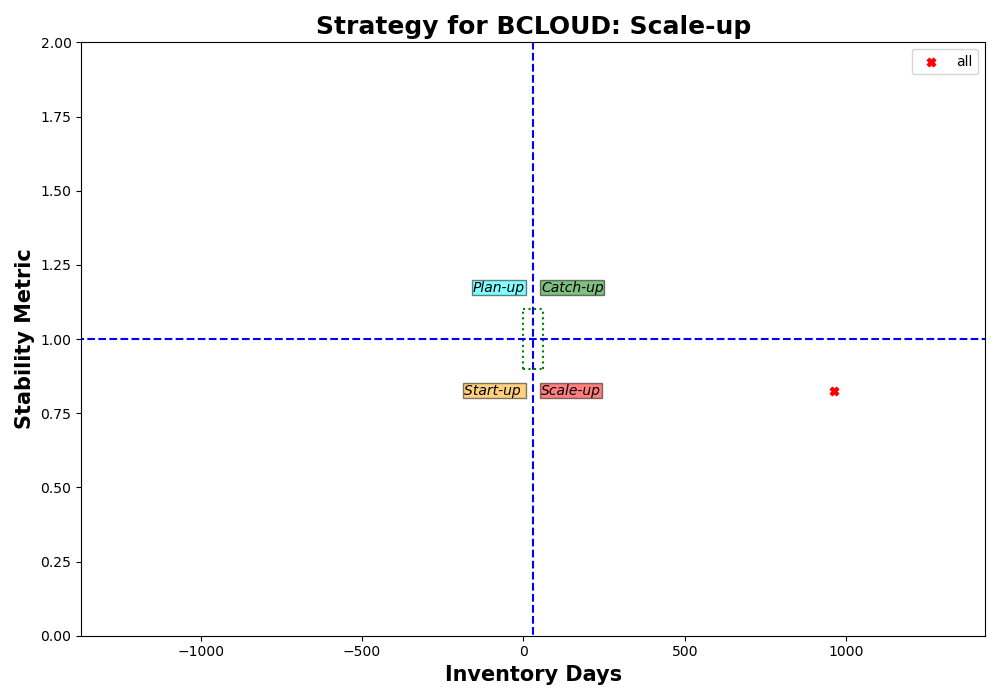 Strategy for BCLOUD: Scale-up
all
2.00
1.75
1.50
1.25
1.00
0.75
0.50
0.25
0.00
Stability Metric
Plan-up
Catch-up
Start-up
Scale-up
−1000
−500
0
500
1000
Inventory Days